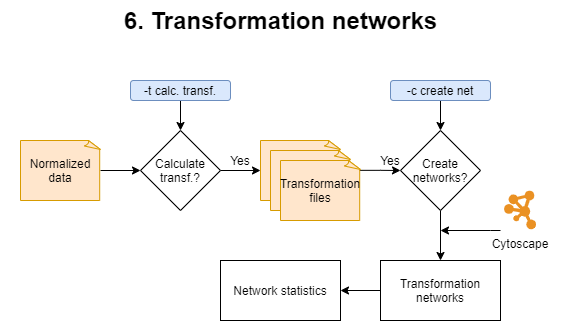 6. Transformation networks
-t calc. transf.
-c create net
Normalized
data
Calculate
transf.?
Yes
Transformation
files
Yes
Create
networks?
Cytoscape
Network statistics
Transformation
networks